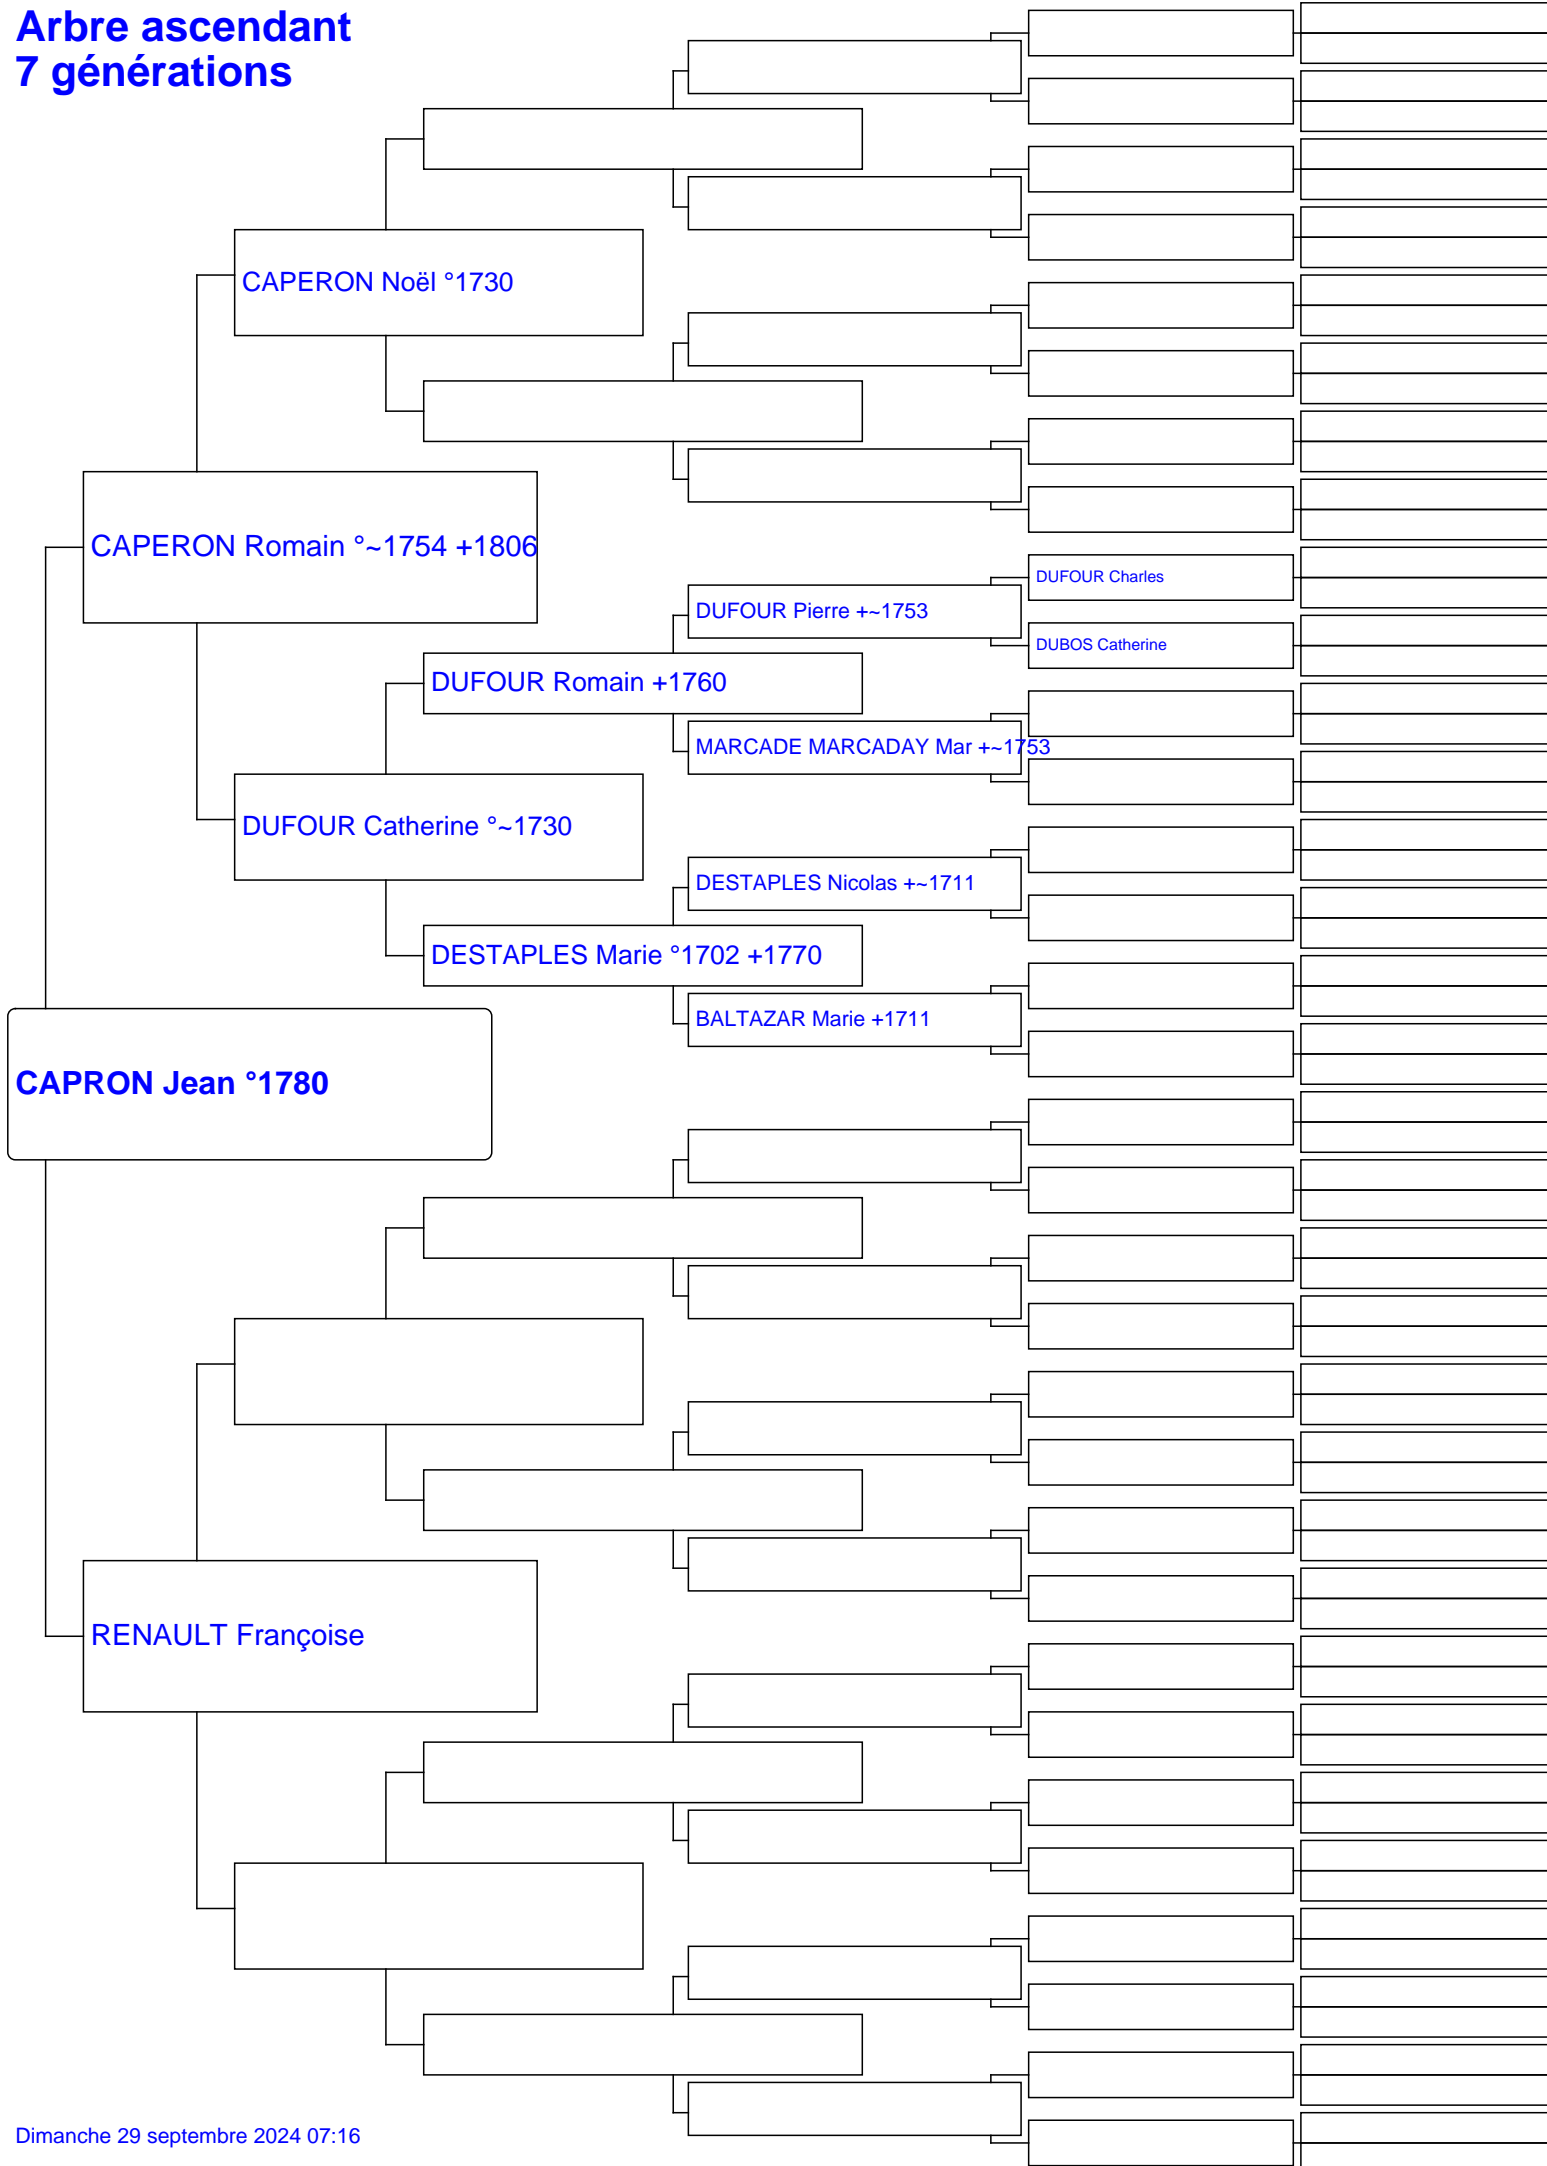 Arbre ascendant
7 générations
CAPERON Noël °1730
CAPERON Romain °~1754 +1806
DUFOUR Charles
DUFOUR Pierre +~1753
DUBOS Catherine
DUFOUR Romain +1760
MARCADE MARCADAY Mar +~1753
DUFOUR Catherine °~1730
DESTAPLES Nicolas +~1711
DESTAPLES Marie °1702 +1770
BALTAZAR Marie +1711
CAPRON Jean °1780
RENAULT Françoise
Dimanche 29 septembre 2024 07:16